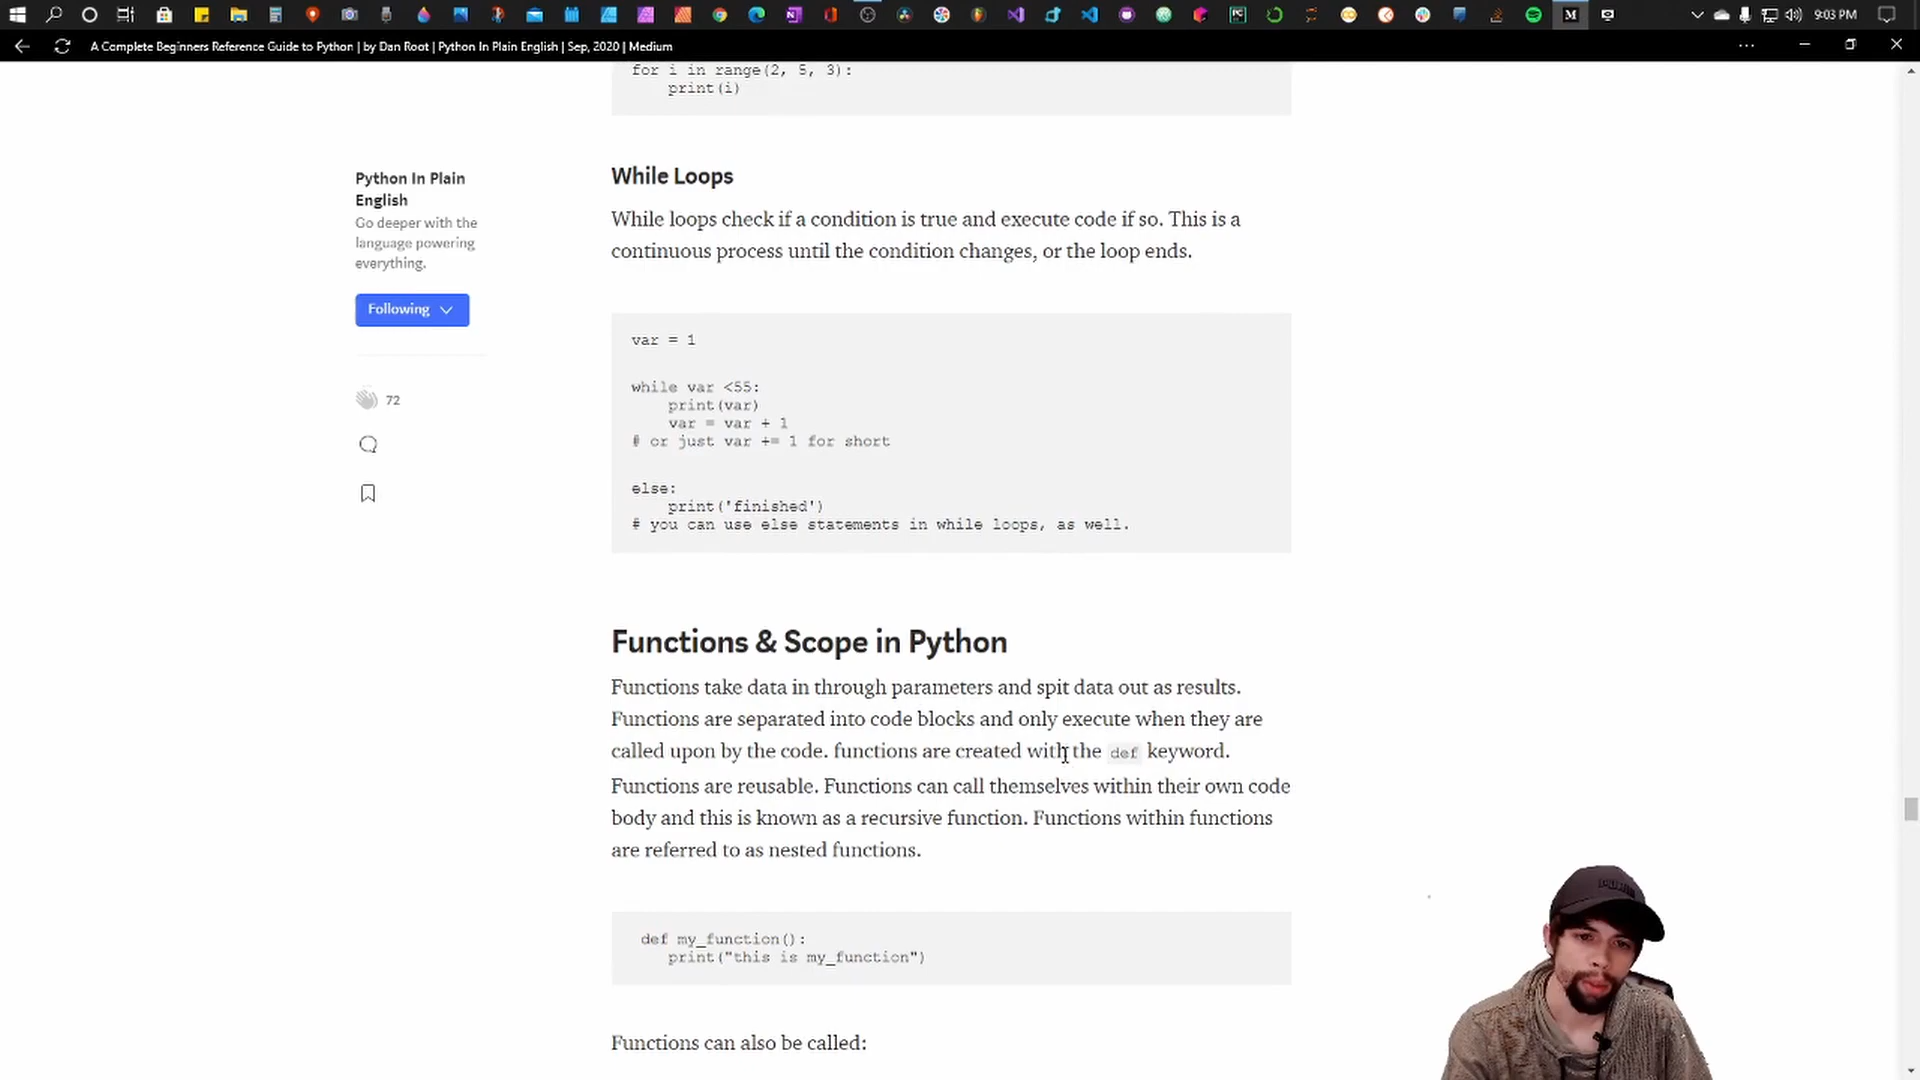 9:03 PM
A Complete Beginners Reference Guide to Python | by Dan Root | Python In Plain English | Sep, 2020 | Medium
for i in range(2, 5, 3):
print(i)
Python In Plain
English
Go deeper with the
language powering
everything.
Following
72
While Loops
While loops check if a condition is true and execute code if so. This is a
continuous process until the condition changes, or the loop ends.
var = 1
while var <55:
print(var)
var = var + 1
# or just var += 1 for short
else:
print('finished')
# you can use else statements in while loops, as well.
Functions & Scope in Python
Functions take data in through parameters and spit data out as results.
Functions are separated into code blocks and only execute when they are
called upon by the code. functions are created with the def keyword.
Functions are reusable. Functions can call themselves within their own code
body and this is known as a recursive function. Functions within functions
are referred to as nested functions.
def my_function():
print("this is my_function")
Functions can also be called: